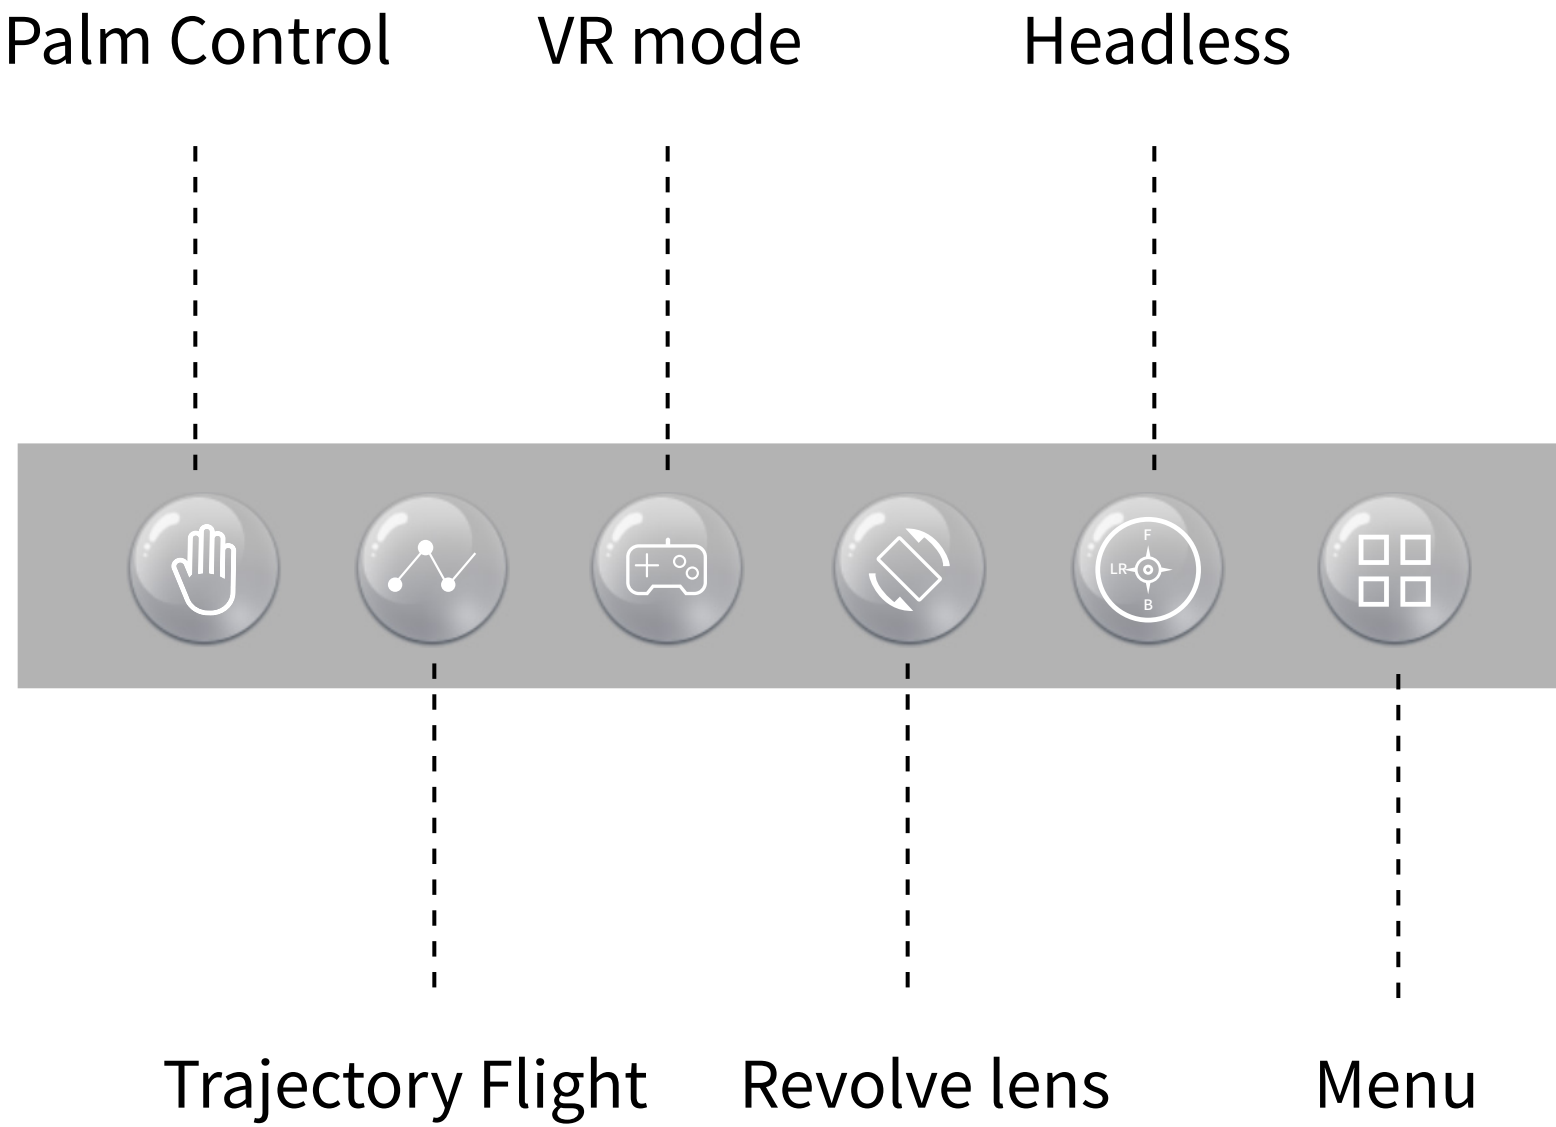 Palm Control
VR mode
Headless
F
LR
B
Trajectory Flight
Revolve lens
Menu